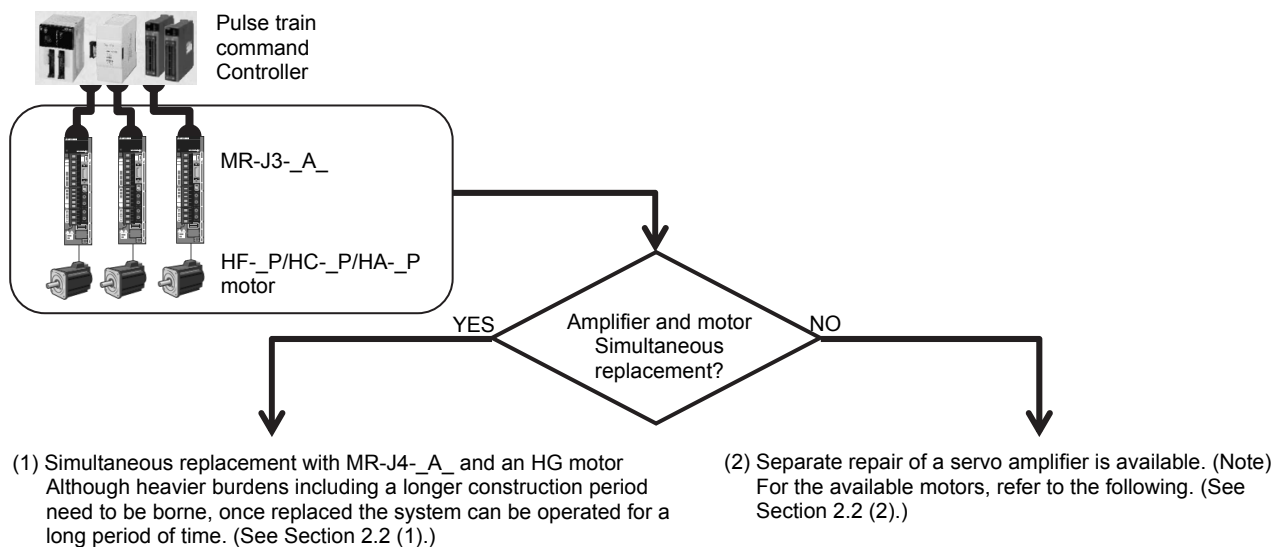 Pulse train
command
Controller
MR-J3-_A_
HF-_P/HC-_P/HA-_P
motor
YES
Amplifier and motor
Simultaneous
replacement?
NO
(1) Simultaneous replacement with MR-J4-_A_ and an HG motor
Although heavier burdens including a longer construction period
need to be borne, once replaced the system can be operated for a
long period of time. (See Section 2.2 (1).)
(2) Separate repair of a servo amplifier is available. (Note)
For the available motors, refer to the following. (See
Section 2.2 (2).)